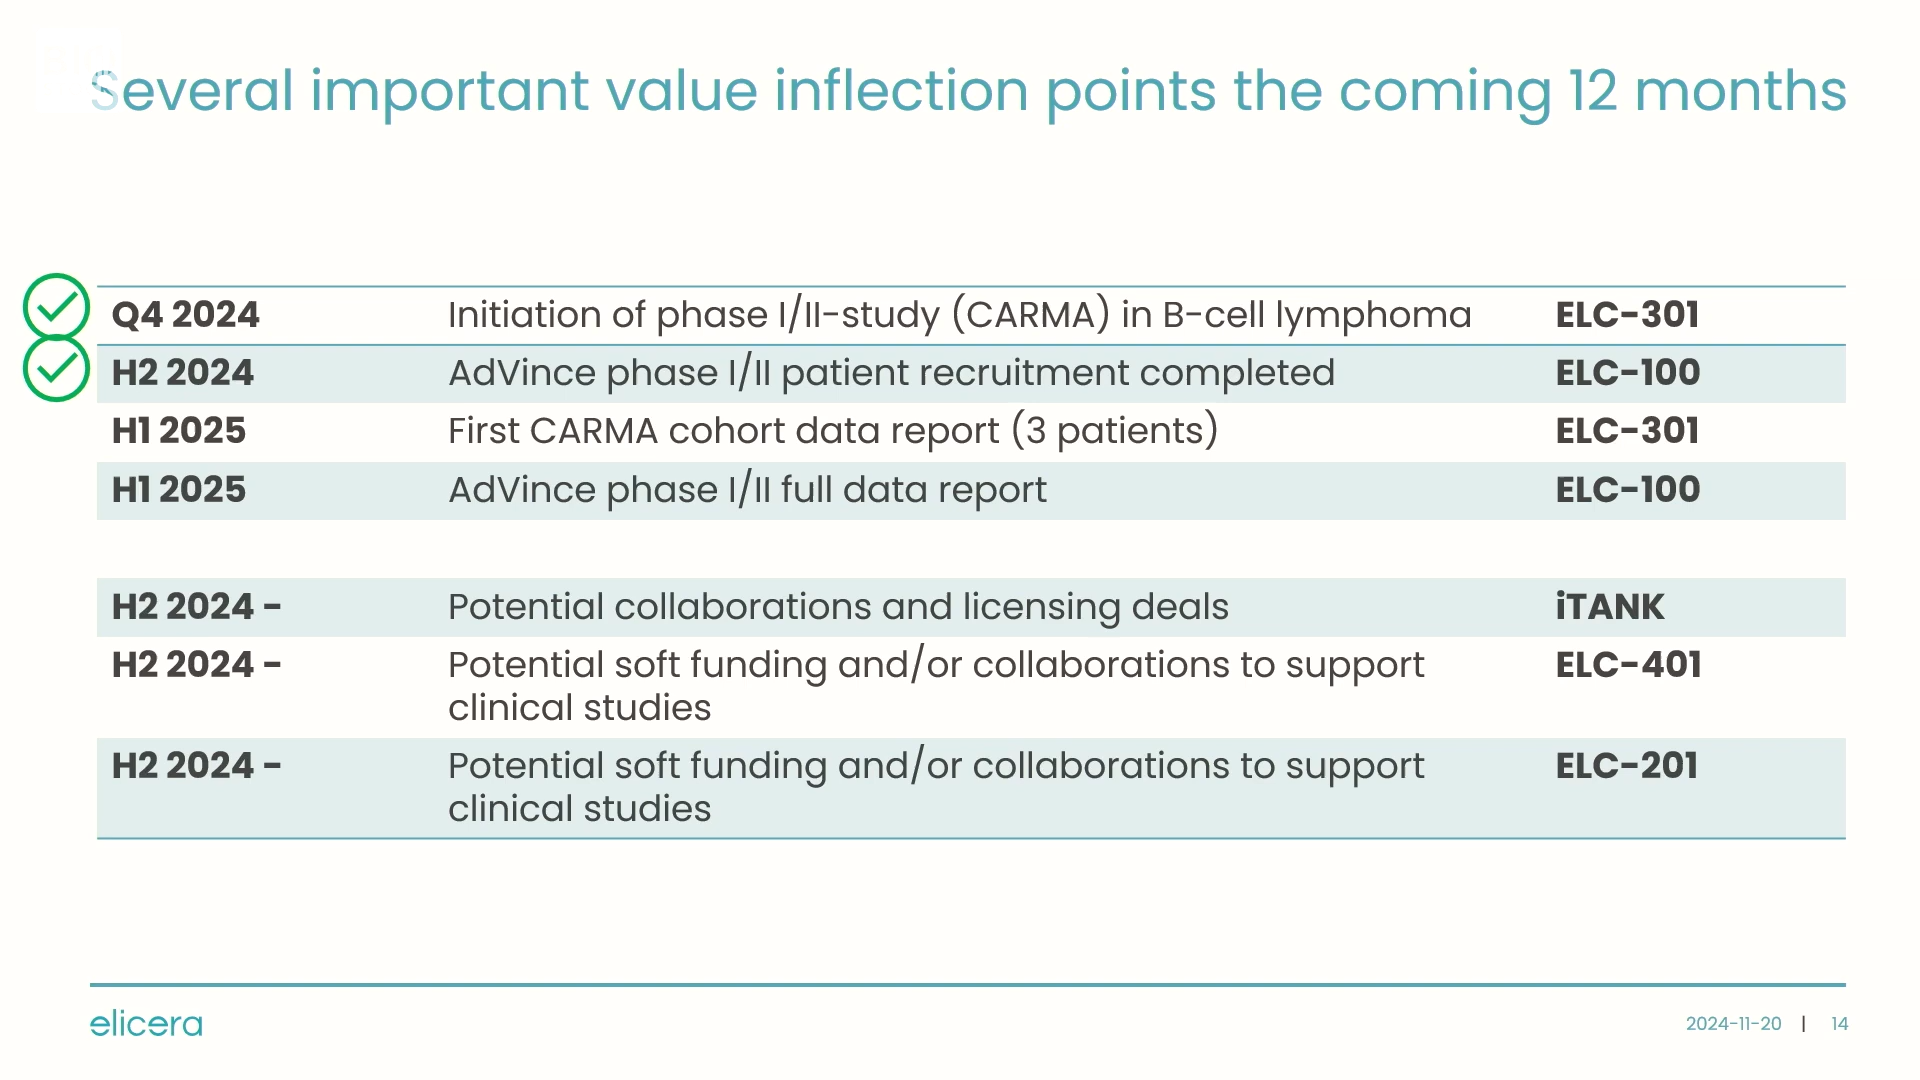 Several important value inflection points the coming 12 months
Q4 2024 Initiation of phase I/II-study (CARMA) in B-cell lymphoma ELC-301
H2 2024 AdVince phase I/II patient recruitment completed ELC-100
H1 2025 First CARMA cohort data report (3 patients) ELC-301
H1 2025 AdVince phase I/II full data report ELC-100
H2 2024 - Potential collaborations and licensing deals iTANK
H2 2024 - Potential soft funding and/or collaborations to support ELC-401
clinical studies
H2 2024 - Potential soft funding and/or collaborations to support ELC-201
clinical studies
elicera 2024-11-20 | 14